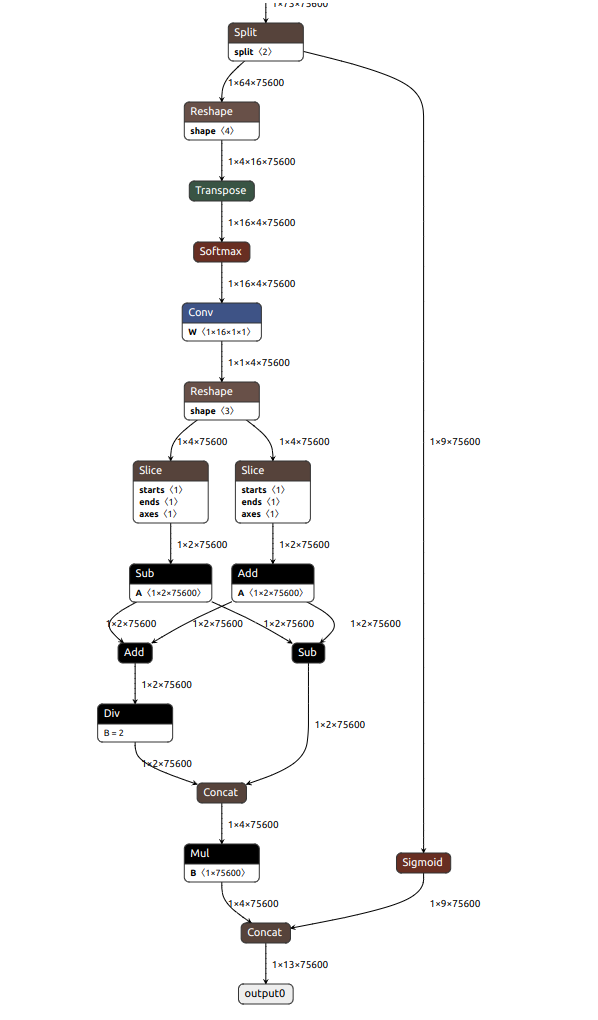 1×73×75600
Split
split 〈2〉
1×64×75600
Reshape
shape 〈4〉
1×4×16×75600
Transpose
1×16×4×75600
Softmax
1×16×4×75600
Conv
W 〈1×16×1×1〉
1×1×4×75600
Reshape
shape 〈3〉
1×4×75600 1×4×75600 1×9×75600
Slice Slice
starts 〈1〉 starts 〈1〉
ends 〈1〉 ends 〈1〉
axes 〈1〉 axes 〈1〉
1×2×75600 1×2×75600
Sub Add
A 〈1×2×75600〉 A 〈1×2×75600〉
1×2×75600 1×2×75600 1×2×75600 1×2×75600
Add Sub
1×2×75600
Div
B = 2
1×2×75600
1×2×75600
Concat
1×4×75600
Mul
B 〈1×75600〉
Sigmoid
1×4×75600 1×9×75600
Concat
1×13×75600
output0